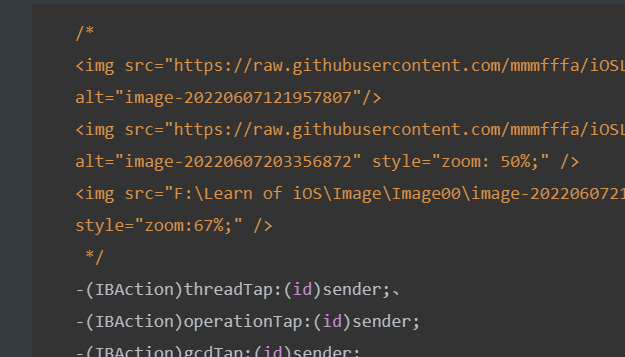 /*
<img src="https://raw.githubusercontent.com/mmmfffa/iOSL
alt="image-20220607121957807"/>
<img src="https://raw.githubusercontent.com/mmmfffa/iOSL
alt="image-20220607203356872" style="zoom: 50%;" />
<img src="F:\Learn of iOS\Image\Image00\image-2022060721
style="zoom:67%;" />
*/
-(IBAction)threadTap:(id)sender;、
-(IBAction)operationTap:(id)sender;
-(IBAction)gcdTap:(id)sender;